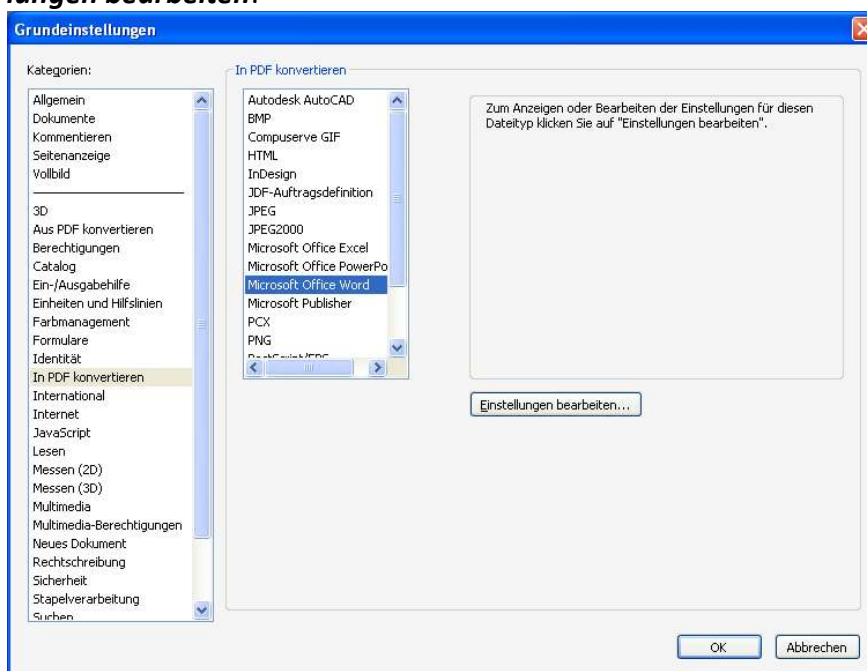 lungen bearbeiten.
Grundeinstellungen
Kategorien:
Allgemein
Dokumente
Kommentieren
Seitenanzeige
Vollbild
3D
Aus PDF konvertieren
Berechtigungen
Catalog
Ein-/Ausgabehilfe
Einheiten und Hilfslinien
Farbmanagement
Formulare
Identität
In PDF konvertieren
International
Internet
JavaScript
Lesen
Messen (2D)
Messen (3D)
Multimedia
Multimedia-Berechtigungen
Neues Dokument
Rechtschreibung
Sicherheit
Stapelverarbeitung
Suchen
In PDF konvertieren
Autodesk AutoCAD
BMP
Compuserve GIF
HTML
InDesign
JDF-Auftragsdefinition
JPEG
JPEG2000
Microsoft Office Excel
Microsoft Office PowerPo
Microsoft Office Word
Microsoft Publisher
PCX
PNG
PostScript/EPS
Zum Anzeigen oder Bearbeiten der Einstellungen für diesen
Dateityp klicken Sie auf "Einstellungen bearbeiten".
Einstellungen bearbeiten...
OK
Abbrechen